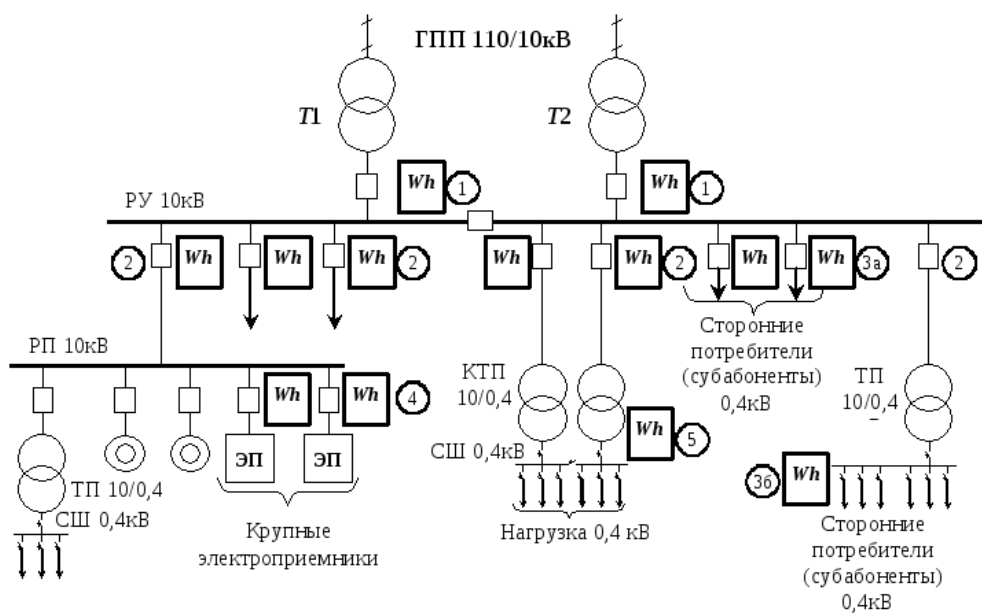 ГПП 110/10кВ
T1
T2
Wh 1
Wh 1
РУ 10кВ
2 Wh
Wh
Wh 2
Wh
Wh 2
Wh
Wh 3а
2
Сторонние
потребители
(субабоненты)
0,4кВ
РП 10кВ
Wh
Wh 4
КТП
10/0,4
ТП
10/0,4
ЭП
ЭП
СШ 0,4кВ
Wh 5
ТП 10/0,4
СШ 0,4кВ
3б Wh
Крупные
электроприемники
Нагрузка 0,4 кВ
Сторонние
потребители
(субабоненты)
0,4кВ